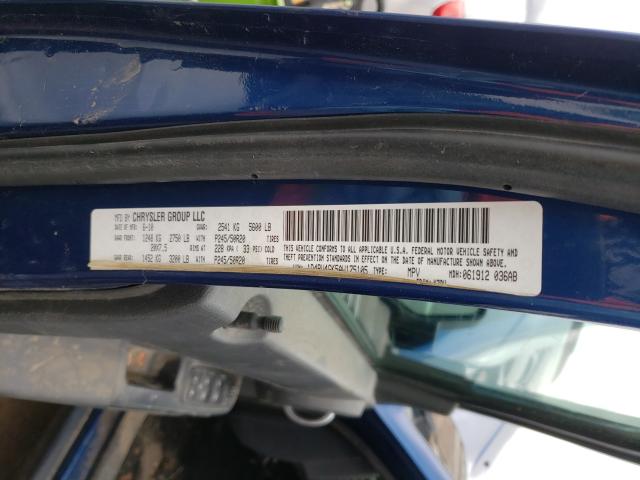 MFD BY CHRYSLER GROUP LLC
DATE OF MFR: 6-10 GVWR: 2541 KG 5600 LB
GAWR FRONT: 1248 KG 2750 LB WITH P245/50R20 TIRES
20X7.5 RIMS AT 228 KPA ( 33 PSI) COLD
GAWR REAR: 1452 KG 3200 LB WITH P245/50R20 TIRES
THIS VEHICLE CONFORMS TO ALL APPLICABLE U.S.A. FEDERAL MOTOR VEHICLE SAFETY AND
THEFT PREVENTION STANDARDS IN EFFECT ON THE DATE OF MANUFACTURE SHOWN ABOVE.
TYPE: MPV MDH: 061912 036AB